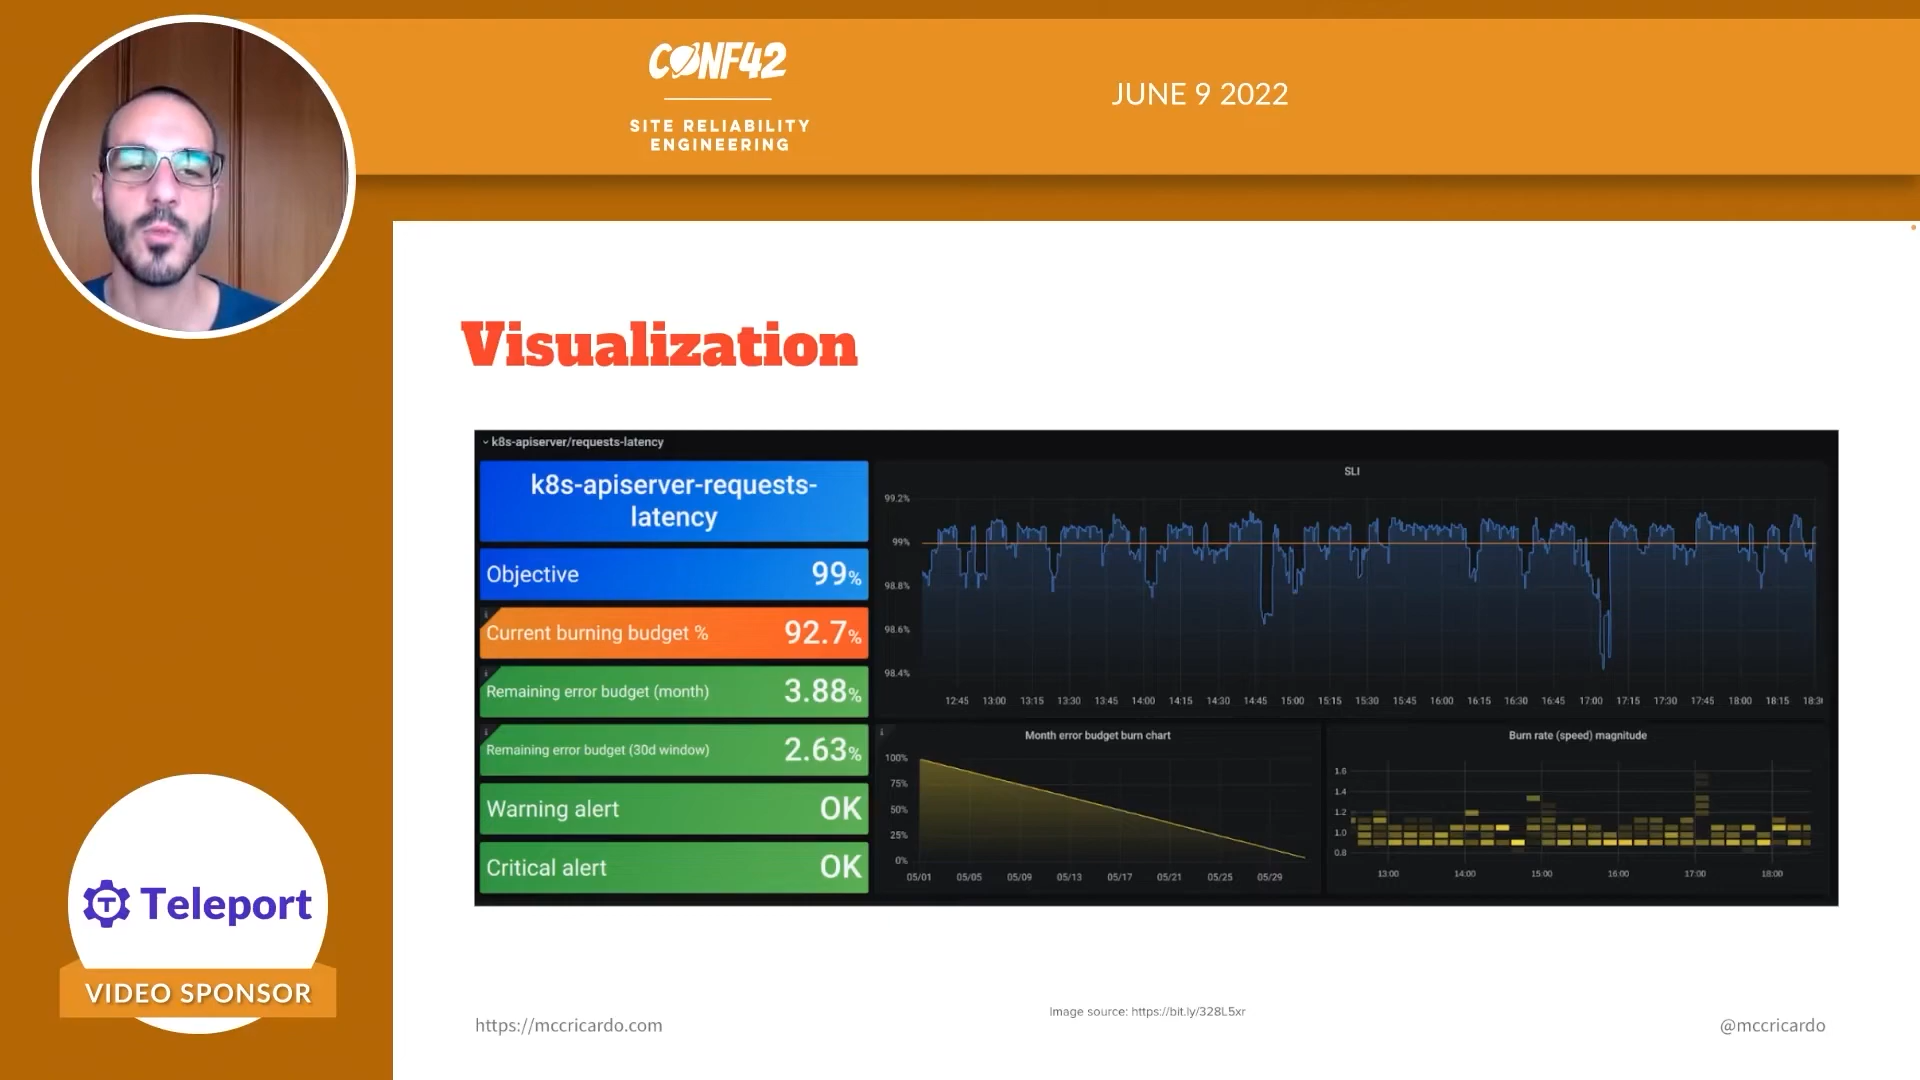 CONF42
SITE RELIABILITY
ENGINEERING
JUNE 9 2022
Visualization
k8s-apiserver/requests-latency
k8s-apiserver-requests-
latency
Objective 99%
Current burning budget % 92.7%
Remaining error budget (month) 3.88%
Remaining error budget (30d window) 2.63%
Warning alert OK
Critical alert OK
SLI
99.2%
99%
98.8%
98.6%
98.4%
12:45 13:00 13:15 13:30 13:45 14:00 14:15 14:30 14:45 15:00 15:15 15:30 15:45 16:00 16:15 16:30 16:45 17:00 17:15 17:30 17:45 18:00 18:15
Month error budget burn chart
100%
75%
50%
25%
0%
05/01 05/05 05/09 05/13 05/17 05/21 05/25 05/29
Burn rate (speed) magnitude
1.6
1.4
1.2
1.0
0.8
13:00 14:00 15:00 16:00 17:00 18:00
Teleport
VIDEO SPONSOR
Image source: https://bit.ly/328L5xr
https://mccricardo.com
@mccricardo